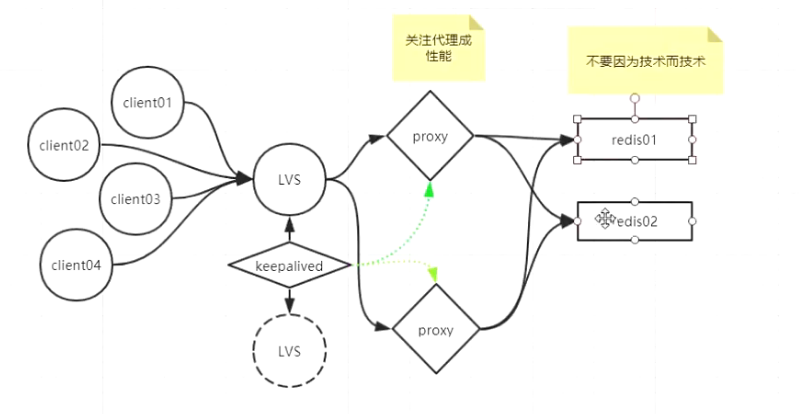 关注代理成
性能
不要因为技术而技术
client01
client02
client03
client04
LVS
keepalived
LVS
proxy
proxy
redis01
edis02